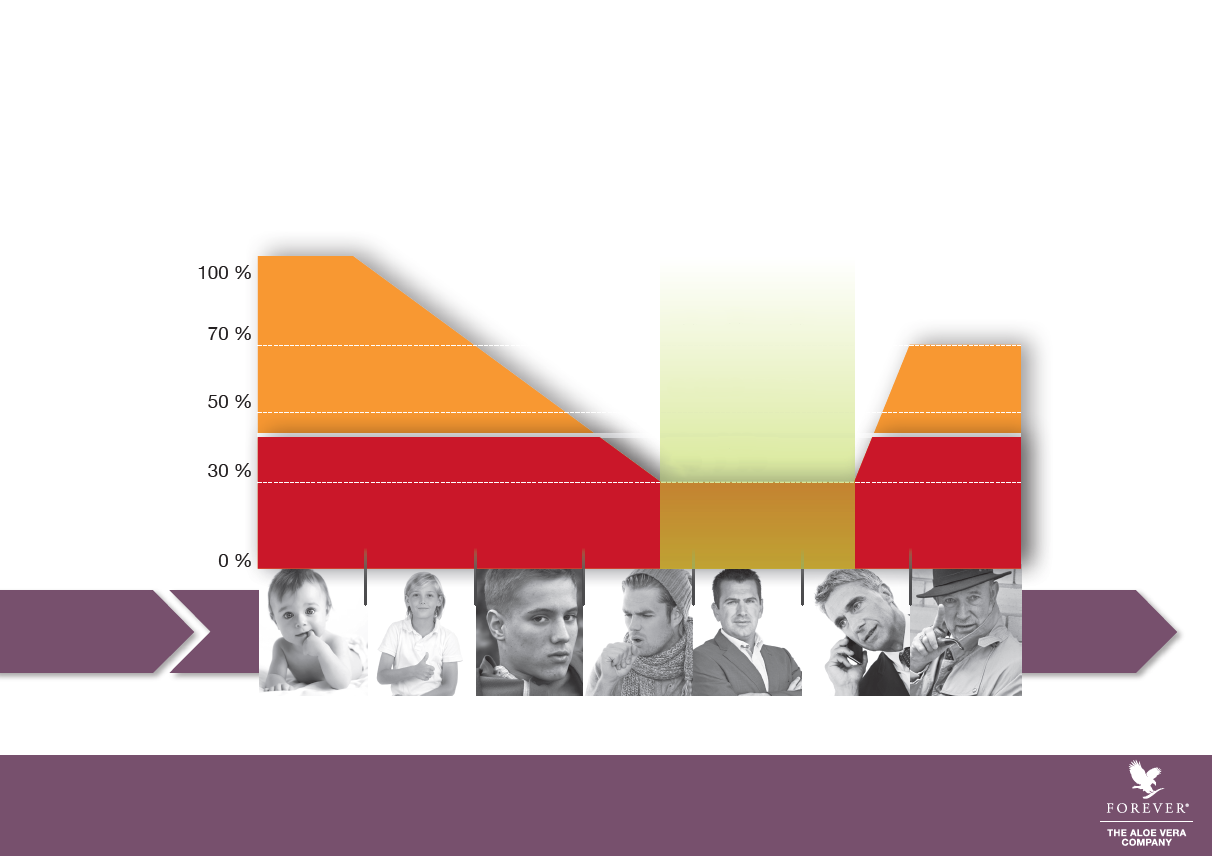 100 %
70 %
50 %
30 %
0 %
FOREVER®
THE ALOE VERA
COMPANY